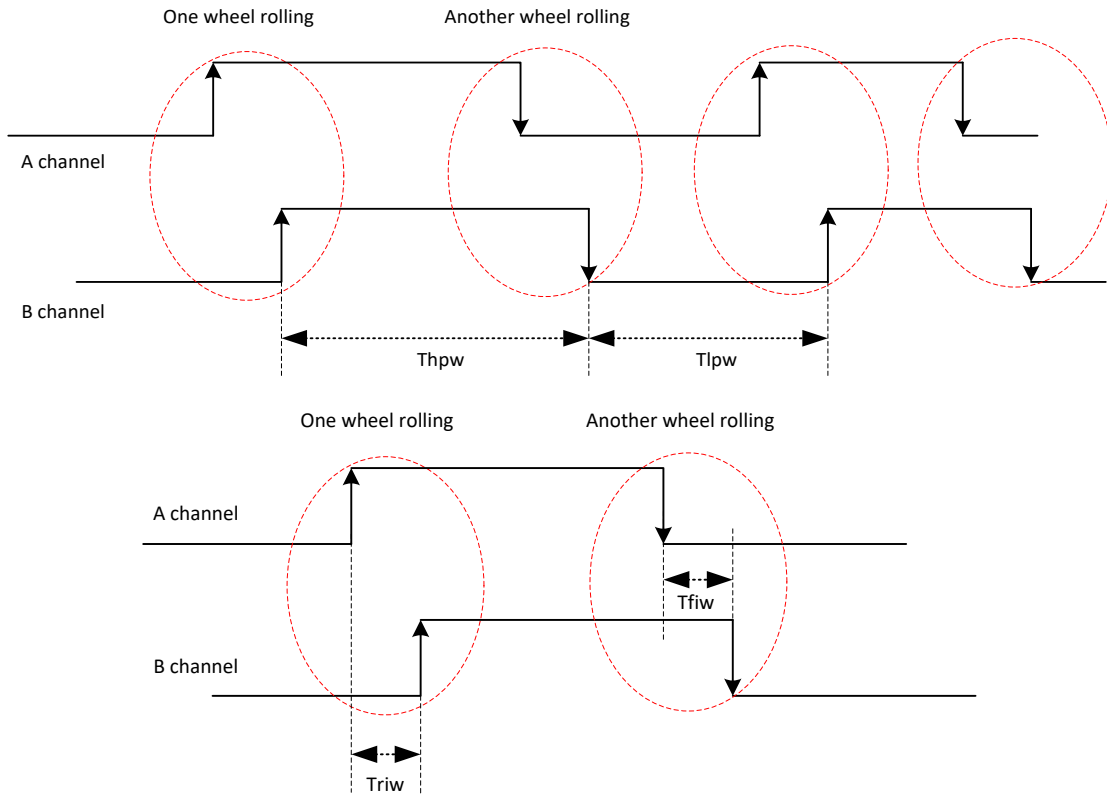 One wheel rolling
Another wheel rolling
A channel
B channel
Thpw
Tlpw
One wheel rolling
Another wheel rolling
A channel
Tfiw
B channel
Triw